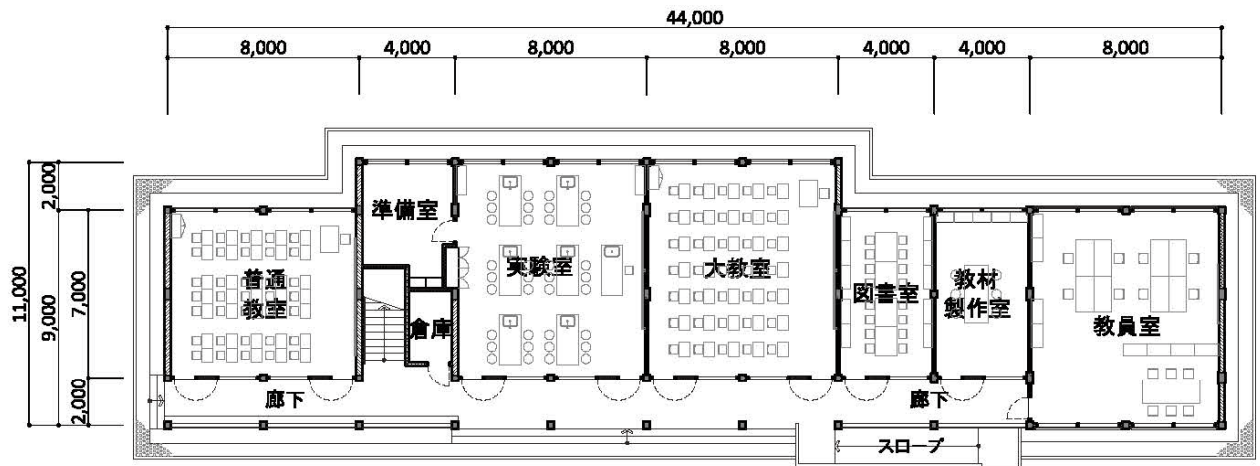 44,000
8,000
4,000
8,000
8,000
4,000
4,000
8,000
11,000
9,000
2,000
7,000
2,000
準備室
実験室
大教室
普通
教室
倉庫
図書室
教材
製作室
教員室
廊下
廊下
スロープ